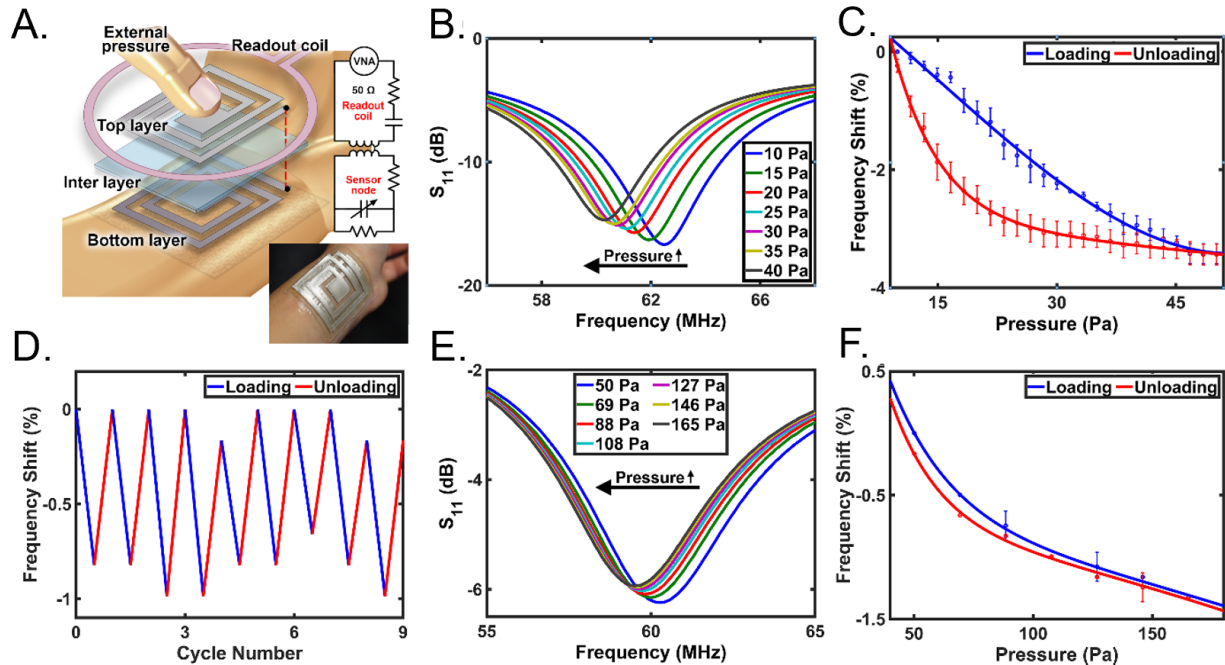 A.
External
pressure
Readout coil
VNA
50 Ω
Readout
coil
Top layer
Inter layer
Sensor
node
Bottom layer
B.
0
-10
-20
S11 (dB)
58
62
66
Frequency (MHz)
10 Pa
15 Pa
20 Pa
25 Pa
30 Pa
35 Pa
40 Pa
Pressure↑
C.
Loading
Unloading
0
-2
-4
Frequency Shift (%)
15
30
45
Pressure (Pa)
D.
Loading
Unloading
0
-0.5
-1
Frequency Shift (%)
0
3
6
9
Cycle Number
E.
-2
-4
-6
S11 (dB)
50 Pa
69 Pa
88 Pa
108 Pa
127 Pa
146 Pa
165 Pa
Pressure↑
55
60
65
Frequency (MHz)
F.
Loading
Unloading
0.5
-0.5
-1.5
Frequency Shift (%)
50
100
150
Pressure (Pa)